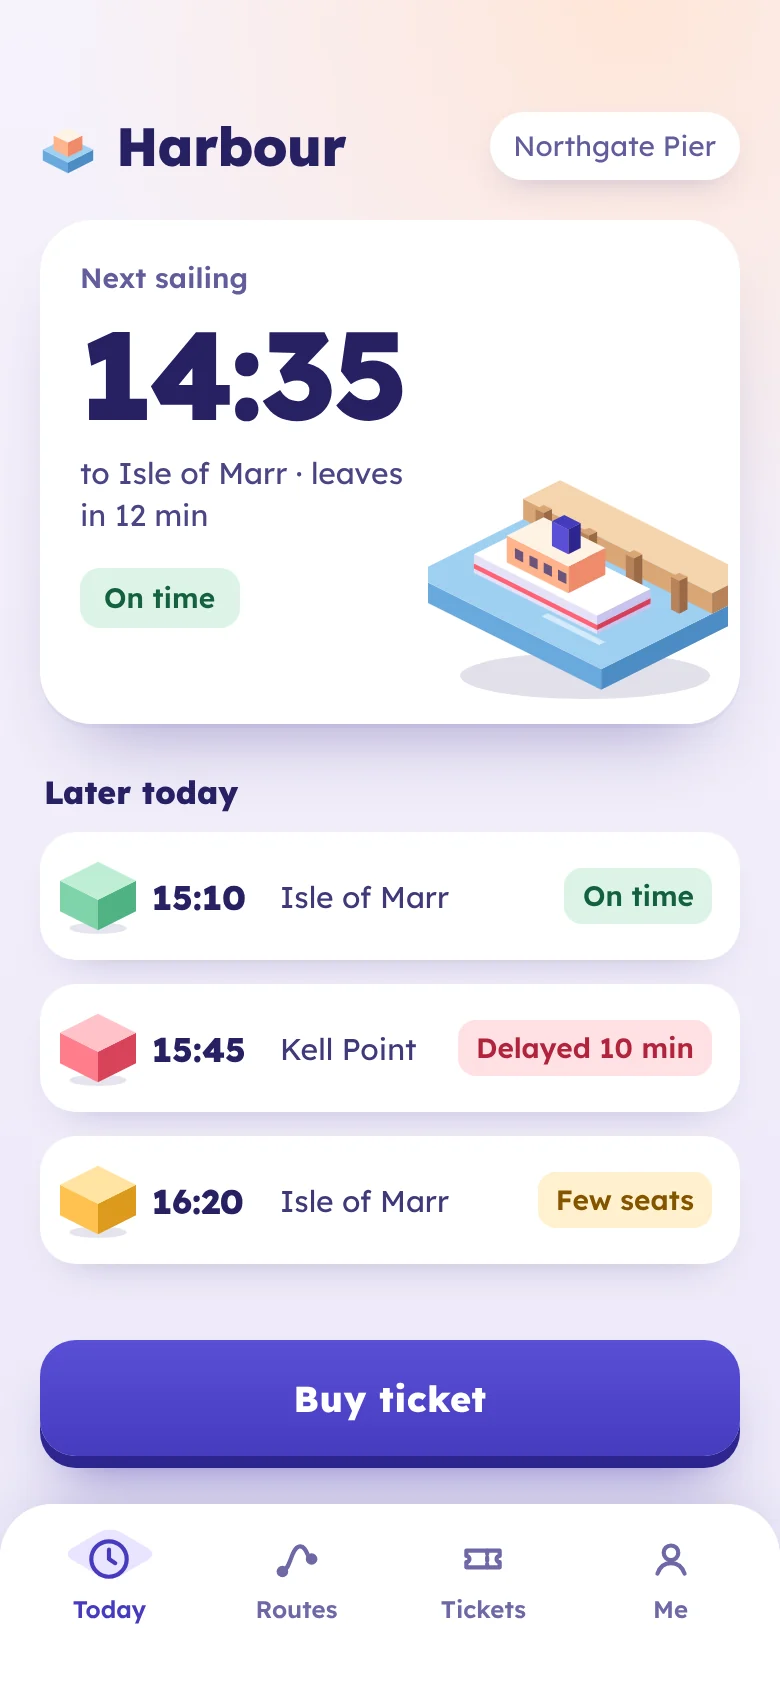 Harbour
Northgate Pier
Next sailing
14:35
to Isle of Marr · leaves
in 12 min
On time
Later today
15:10 Isle of Marr On time
15:45 Kell Point Delayed 10 min
16:20 Isle of Marr Few seats
Buy ticket
Today Routes Tickets Me